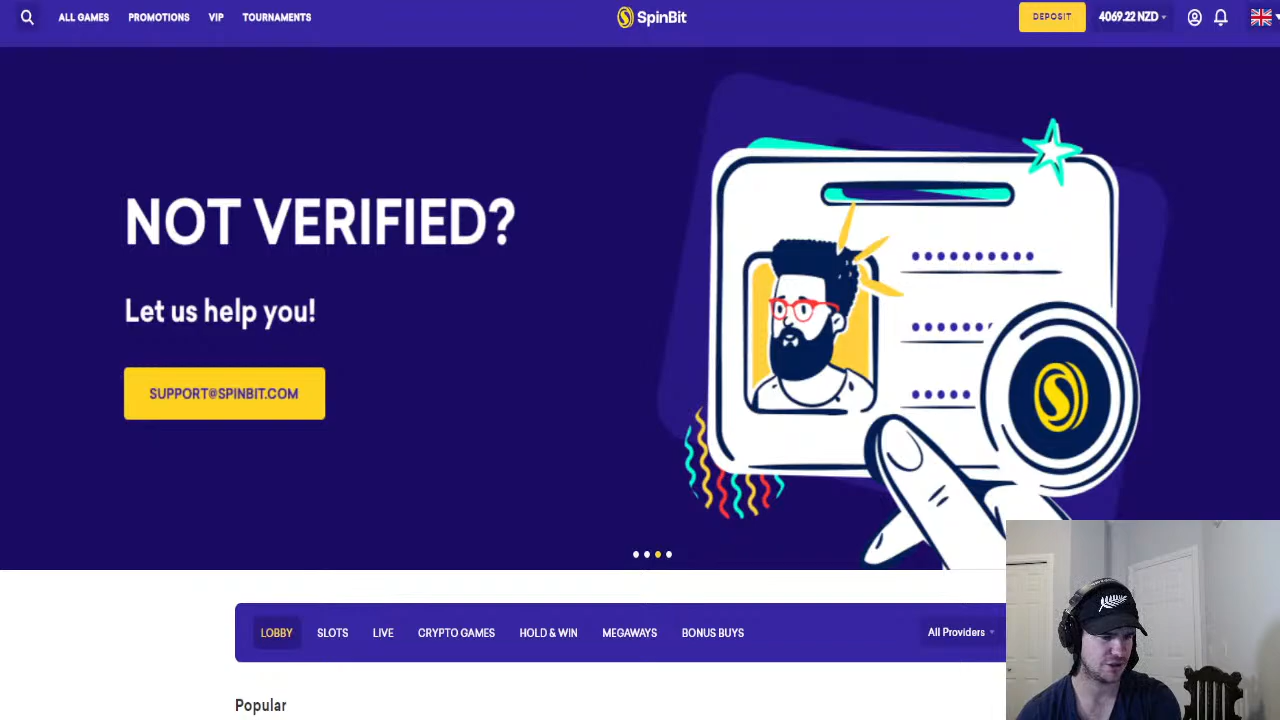 ALL GAMES PROMOTIONS VIP TOURNAMENTS SpinBit DEPOSIT 4069.22 NZD
NOT VERIFIED?
Let us help you!
SUPPORT@SPINBIT.COM
LOBBY SLOTS LIVE CRYPTO GAMES HOLD & WIN MEGAWAYS BONUS BUYS All Providers
Popular